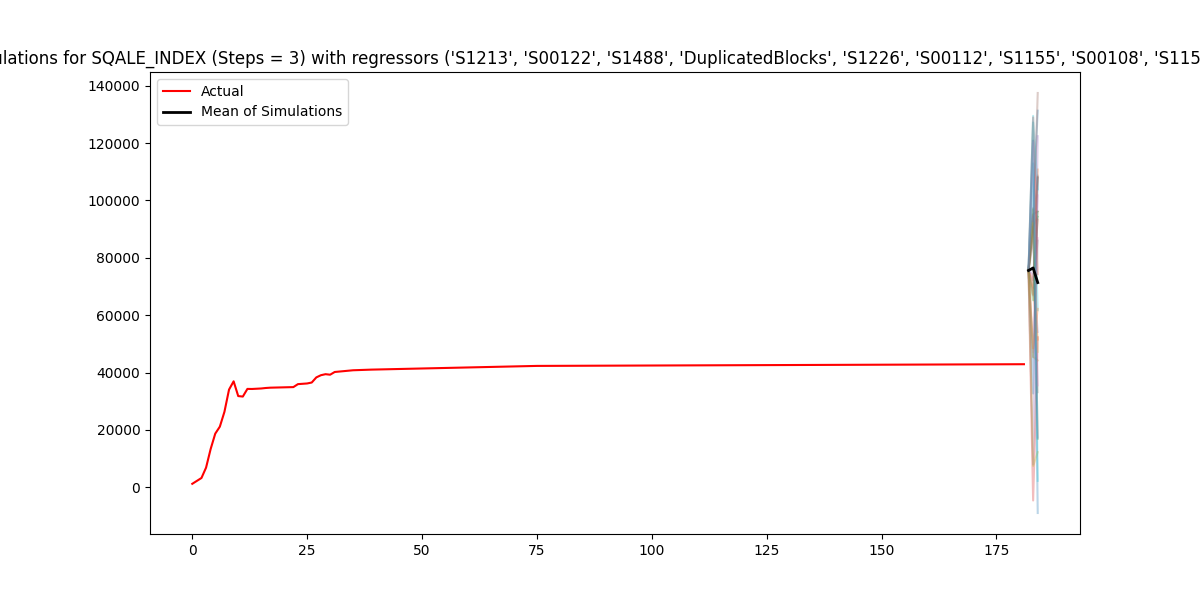 ulations for SQALE_INDEX (Steps = 3) with regressors ('S1213', 'S00122', 'S1488', 'DuplicatedBlocks', 'S1226', 'S00112', 'S1155', 'S00108', 'S115
Actual
Mean of Simulations
140000
120000
100000
80000
60000
40000
20000
0
0 25 50 75 100 125 150 175